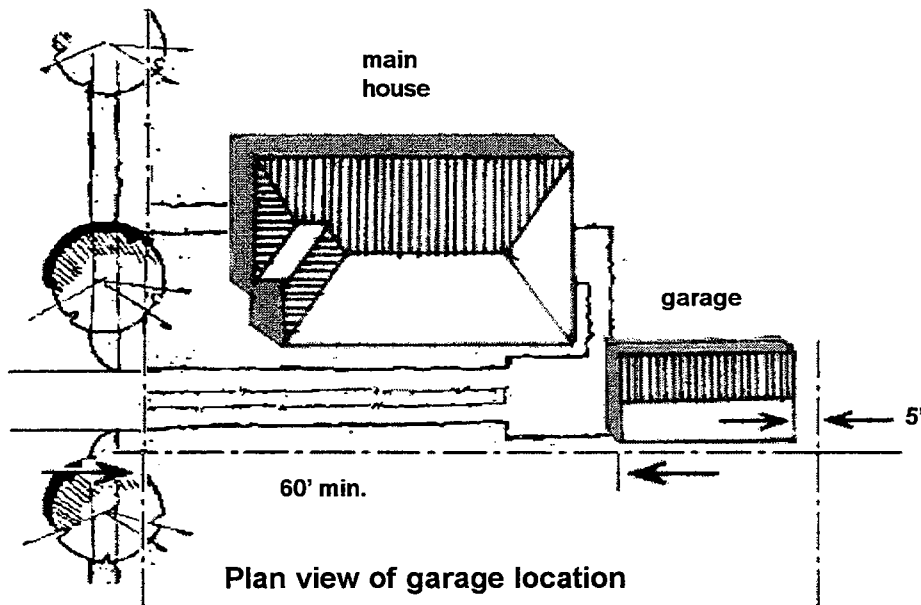 main
house
garage
5'
60' min.
Plan view of garage location